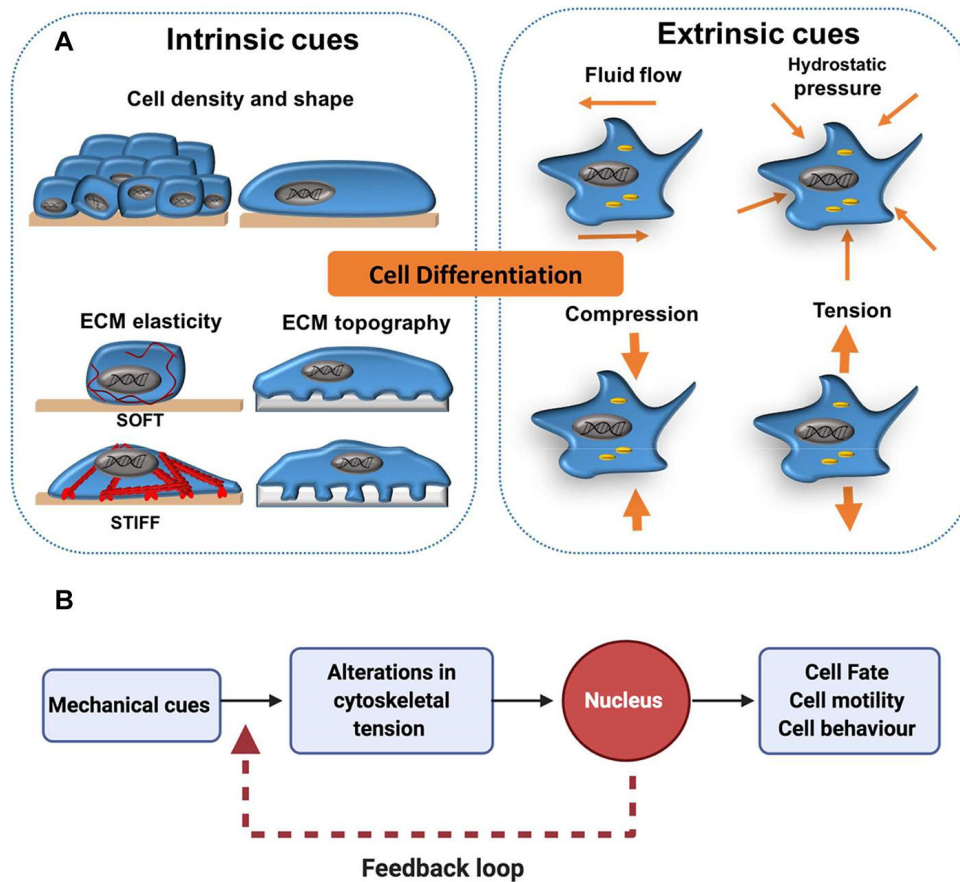 A
Intrinsic cues
Cell density and shape
ECM elasticity
ECM topography
SOFT
STIFF
Cell Differentiation
Extrinsic cues
Fluid flow
Hydrostatic
pressure
Compression
Tension
B
Mechanical cues
Alterations in
cytoskeletal
tension
Nucleus
Cell Fate
Cell motility
Cell behaviour
Feedback loop